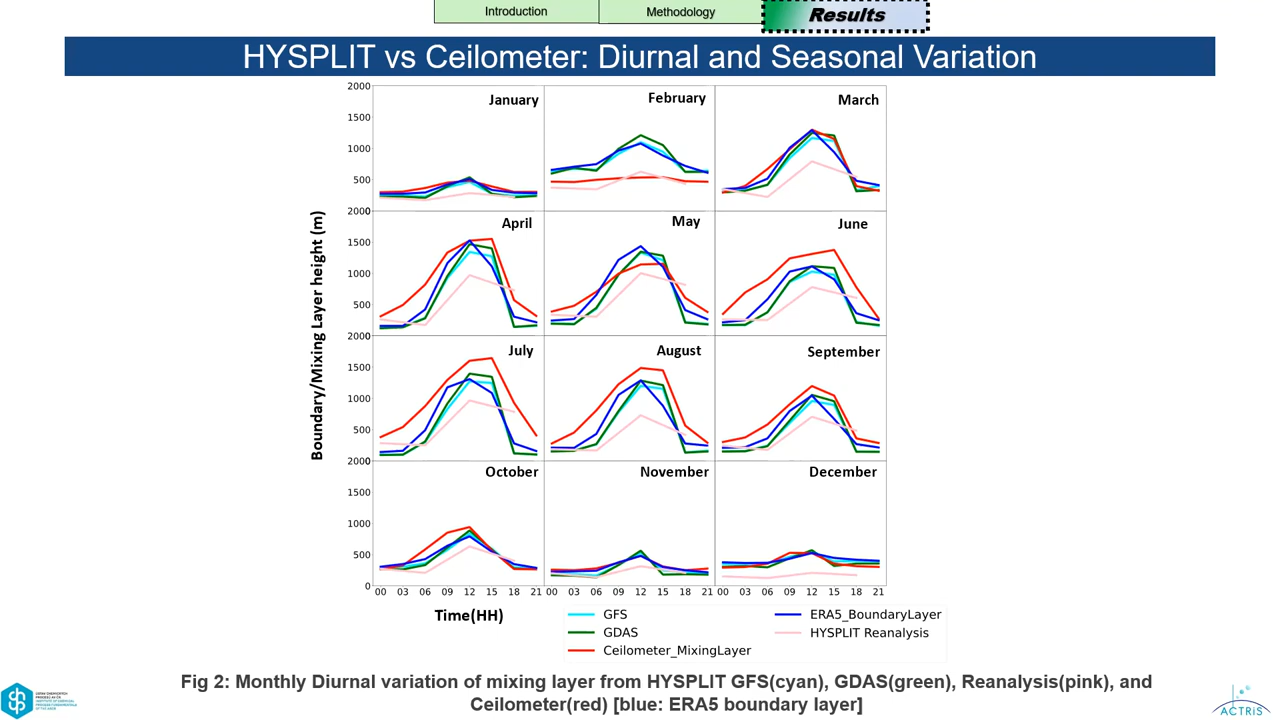 Introduction
Methodology
Results
HYSPLIT vs Ceilometer: Diurnal and Seasonal Variation
Boundary/Mixing Layer height (m)
2000
1500
1000
500
January
February
March
2000
1500
1000
500
April
May
June
2000
1500
1000
500
July
August
September
2000
1500
1000
500
0
October
November
December
00 03 06 09 12 15 18 21 00 03 06 09 12 15 18 21 00 03 06 09 12 15 18 21
Time(HH)
GFS
GDAS
Ceilometer_MixingLayer
ERA5_BoundaryLayer
HYSPLIT Reanalysis
Fig 2: Monthly Diurnal variation of mixing layer from HYSPLIT GFS(cyan), GDAS(green), Reanalysis(pink), and
Ceilometer(red) [blue: ERA5 boundary layer]
ACTRIS